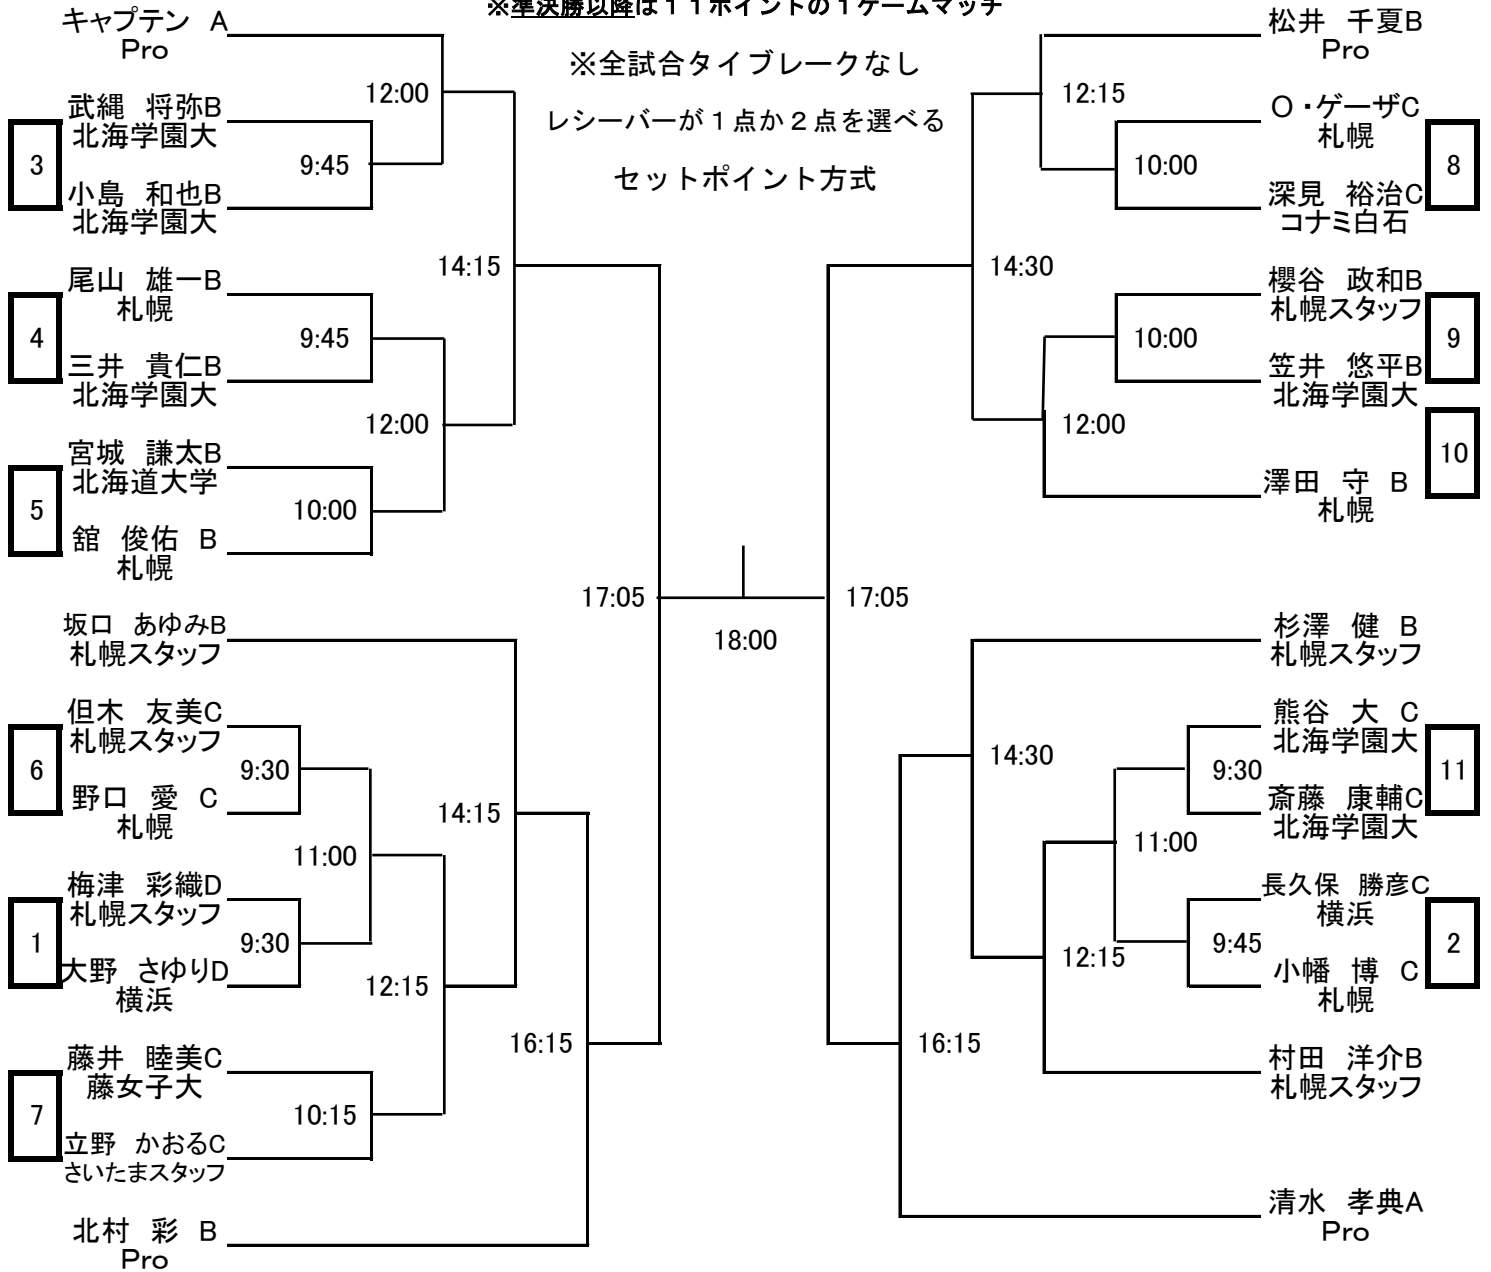 ※準決勝以降は１１ポイントの１ゲームマッチ
※全試合タイブレークなし
レシーバーが１点か２点を選べる
セットポイント方式
キャプテン A
Pro
12:00
武縄 将弥B
北海学園大
3
9:45
小島 和也B
北海学園大
14:15
尾山 雄一B
札幌
4
9:45
三井 貴仁B
北海学園大
12:00
宮城 謙太B
北海道大学
5
10:00
舘 俊佑 B
札幌
17:05
坂口 あゆみB
札幌スタッフ
但木 友美C
札幌スタッフ
6
9:30
野口 愛 C
札幌
14:15
11:00
梅津 彩織D
札幌スタッフ
1
9:30
大野 さゆりD
横浜
12:15
16:15
藤井 睦美C
藤女子大
7
10:15
立野 かおるC
さいたまスタッフ
北村 彩 B
Pro
18:00
松井 千夏B
Pro
12:15
O・ゲーザC
札幌
10:00
8
深見 裕治C
コナミ白石
14:30
櫻谷 政和B
札幌スタッフ
10:00
9
笠井 悠平B
北海学園大
12:00
10
澤田 守 B
札幌
17:05
杉澤 健 B
札幌スタッフ
熊谷 大 C
北海学園大
14:30
9:30
11
斎藤 康輔C
北海学園大
11:00
長久保 勝彦C
横浜
12:15
9:45
2
小幡 博 C
札幌
16:15
村田 洋介B
札幌スタッフ
清水 孝典A
Pro